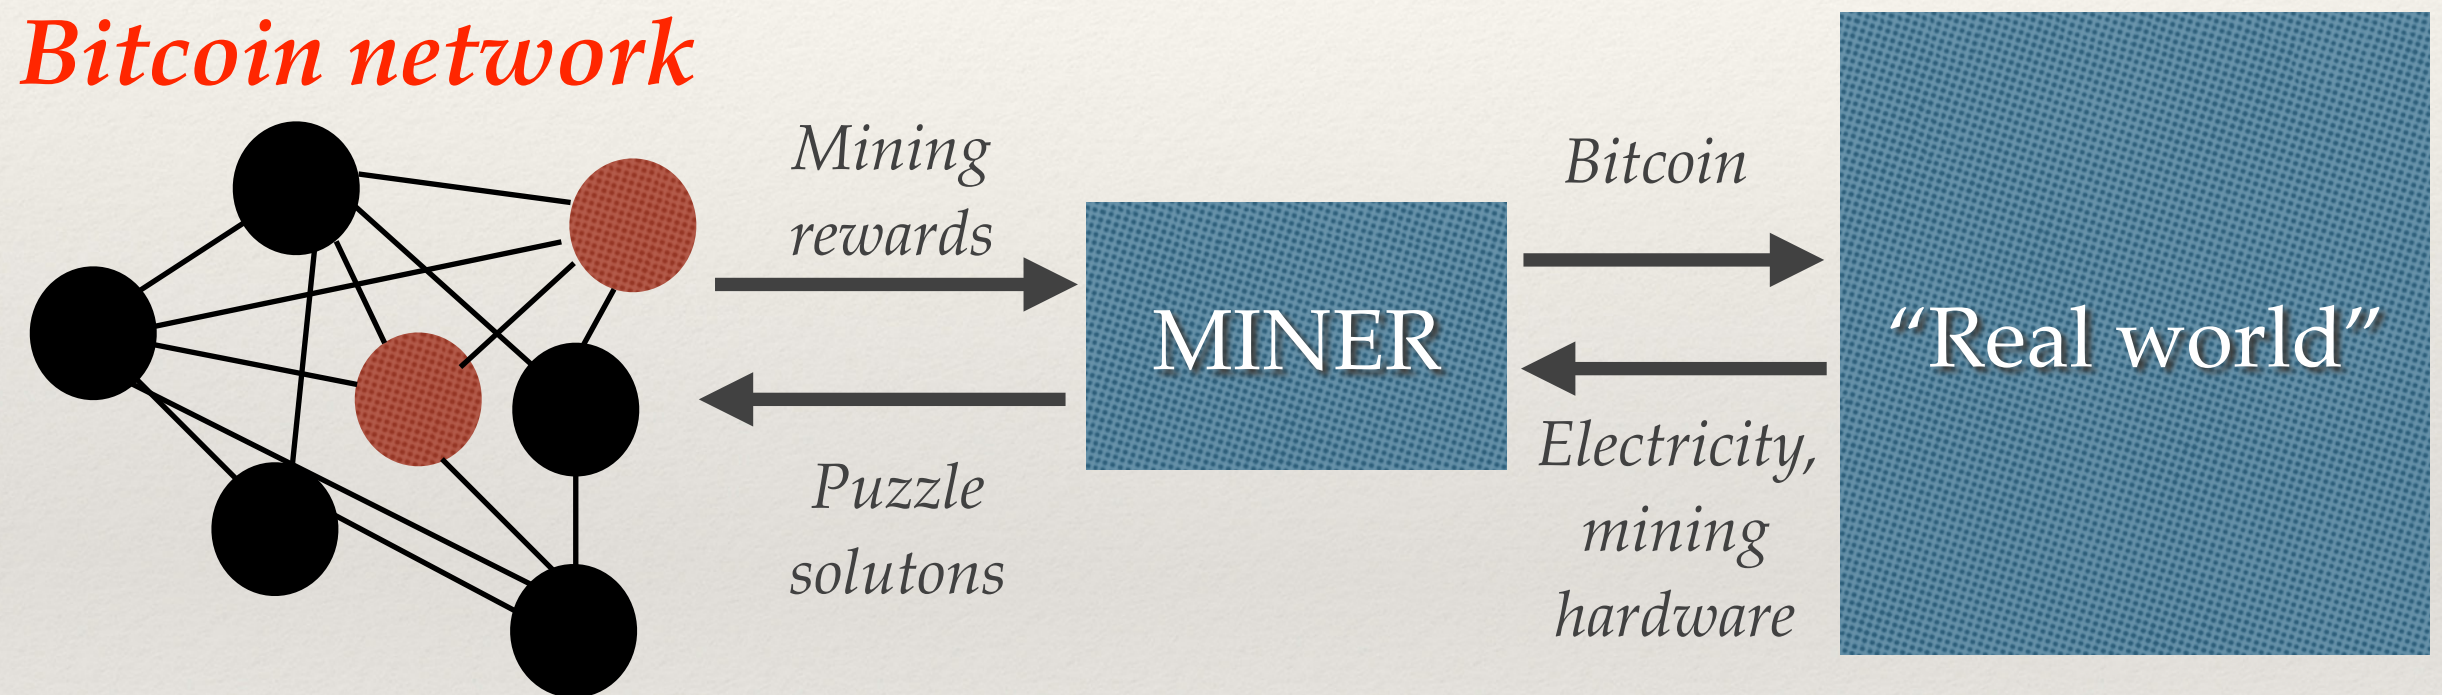 Bitcoin network
Mining
rewards
Puzzle
solutons
MINER
Bitcoin
Electricity,
mining
hardware
“Real world”